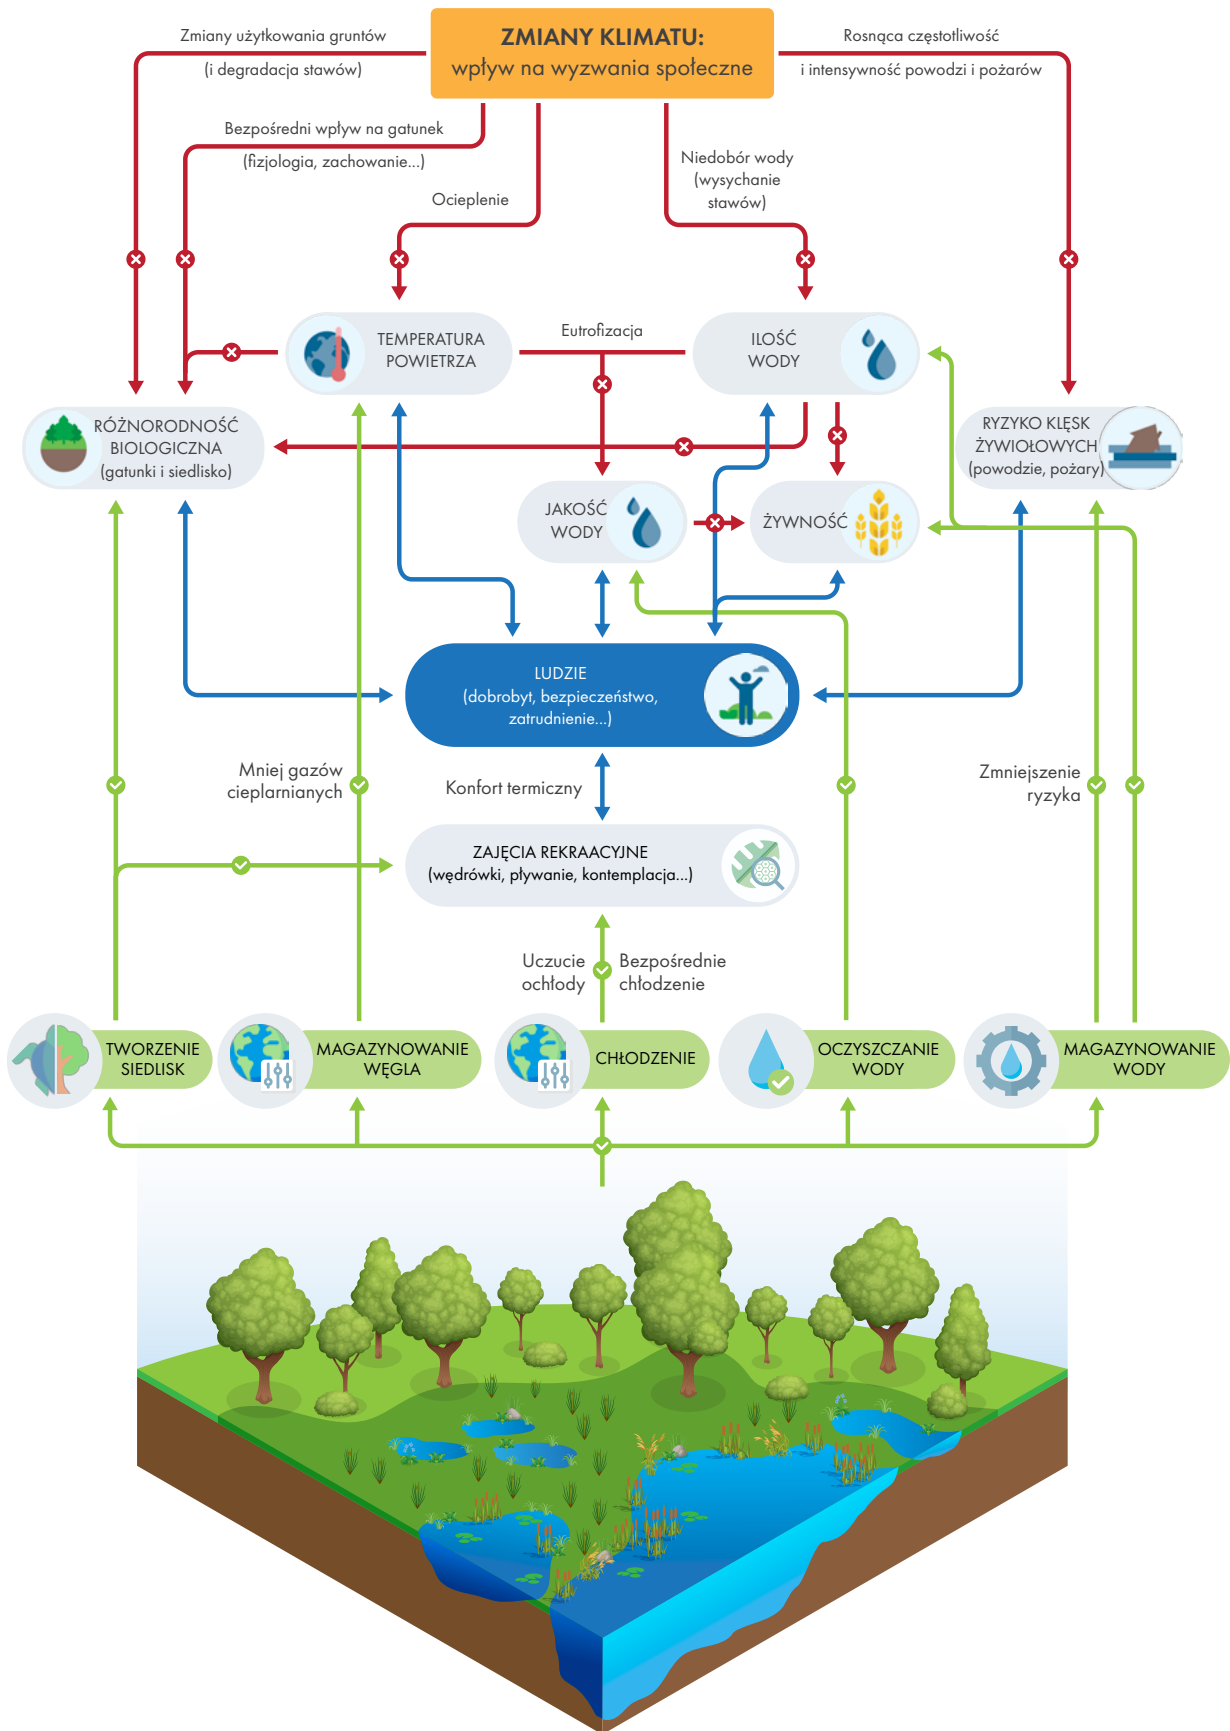 Zmiany użytkowania gruntów
(i degradacja stawów)
ZMIANY KLIMATU:
wpływ na wyzwania społeczne
Rosnąca częstotliwość
i intensywność powodzi i pożarów
Bezpośredni wpływ na gatunek
(fizjologia, zachowanie...)
Ocieplenie
Niedobór wody
(wysychanie
stawów)
TEMPERATURA
POWIETRZA
Eutrofizacja
ILOŚĆ
WODY
RÓŻNORODNOŚĆ
BIOLOGICZNA
(gatunki i siedlisko)
RYZYKO KLĘSK
ŻYWIOŁOWYCH
(powodzie, pożary)
JAKOŚĆ
WODY
ŻYWNOŚĆ
LUDZIE
(dobrobyt, bezpieczeństwo,
zatrudnienie...)
Mniej gazów
cieplarnianych
Konfort termiczny
Zmniejszenie
ryzyka
ZAJĘCIA REKRAACYJNE
(wędrówki, pływanie, kontemplacja...)
Uczucie
ochłody
Bezpośrednie
chłodzenie
TWORZENIE
SIEDLISK
MAGAZYNOWANIE
WĘGLA
CHŁODZENIE
OCZYSZCZANIE
WODY
MAGAZYNOWANIE
WODY